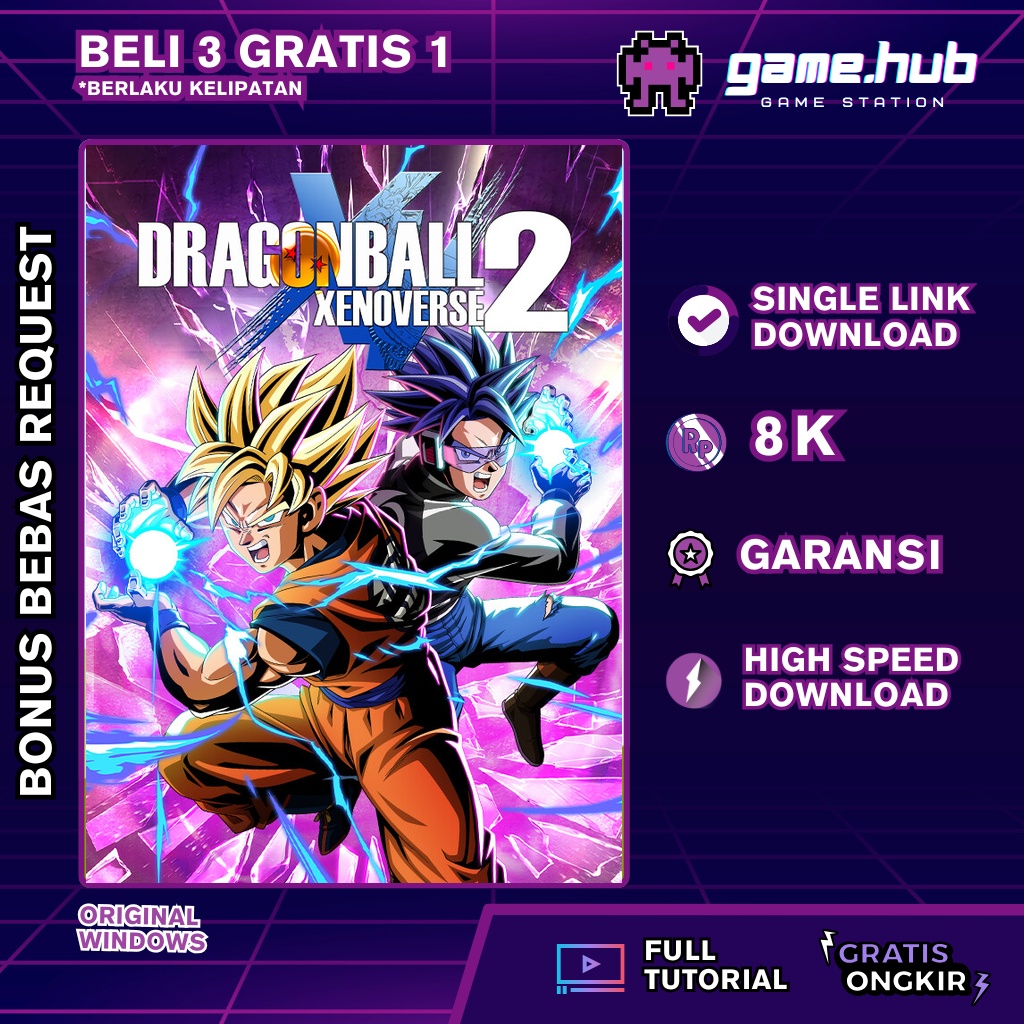 BELI 3 GRATIS 1
*BERLAKU KELIPATAN
game.hub
GAME STATION
BONUS BEBAS REQUEST
DRAGONBALL
XENOVERSE 2
SINGLE LINK
DOWNLOAD
Rp
8K
GARANSI
HIGH SPEED
DOWNLOAD
ORIGINAL
WINDOWS
FULL
TUTORIAL
GRATIS
ONGKIR